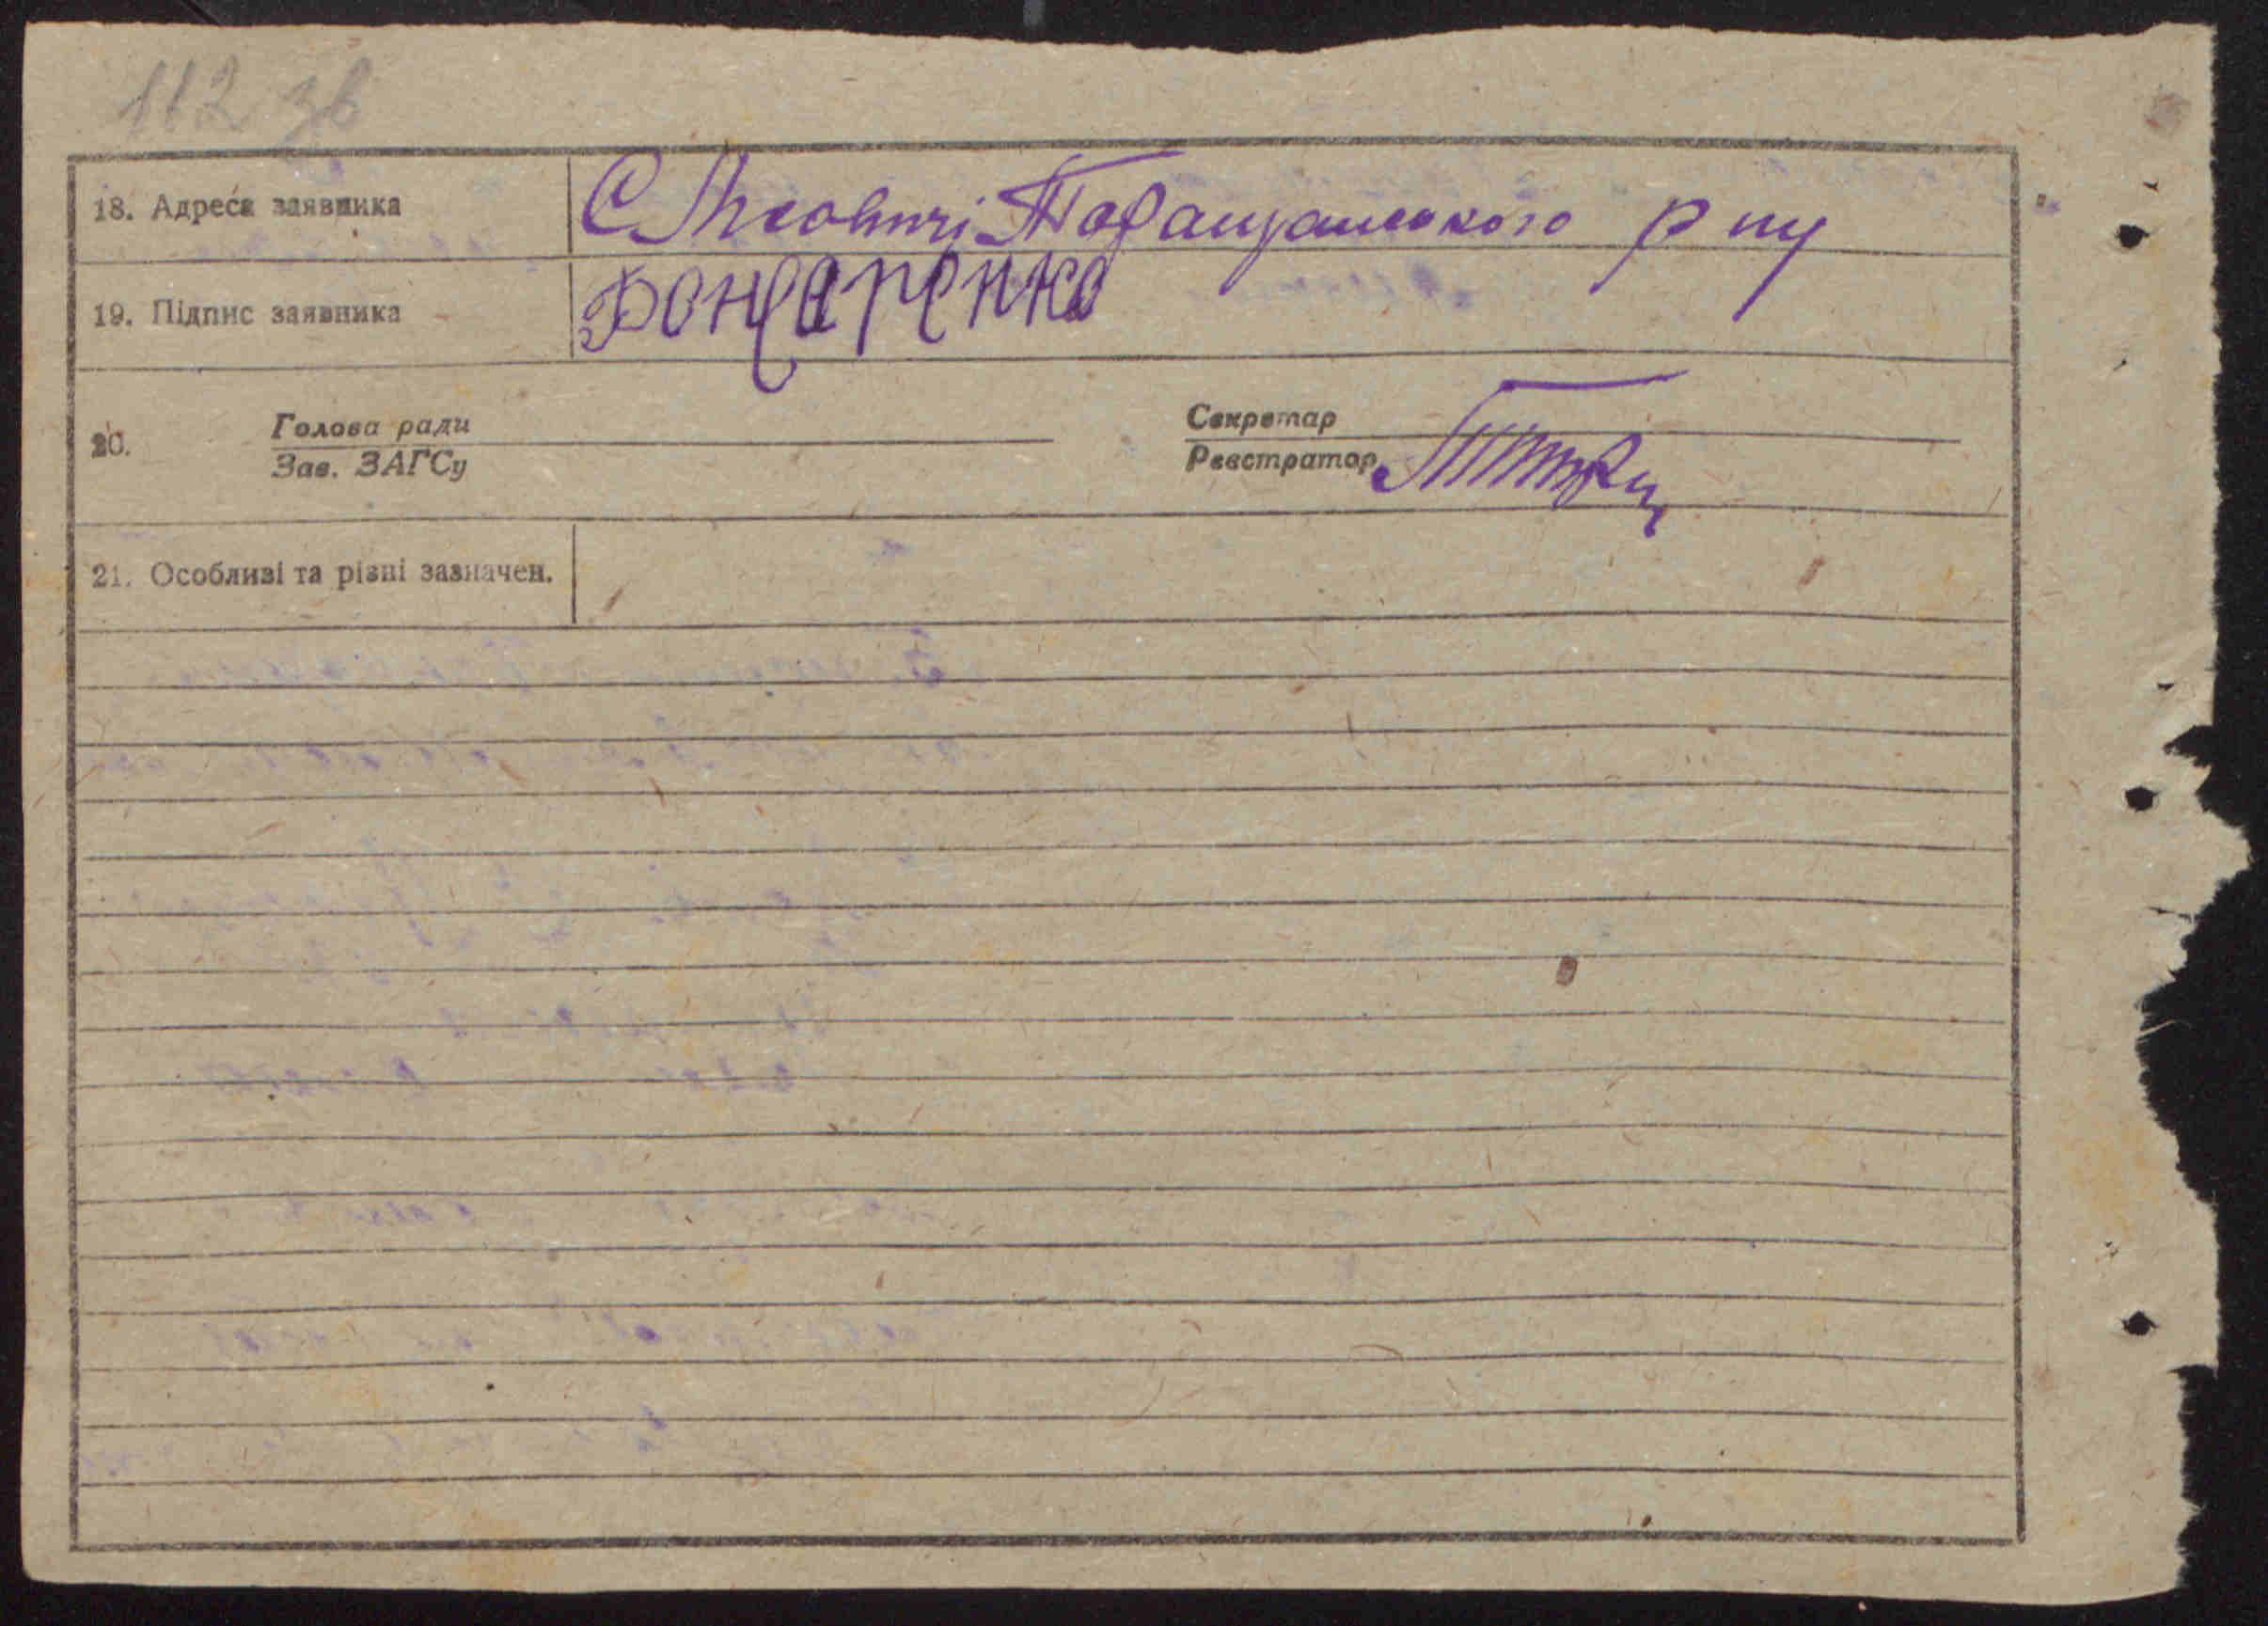 112 зв
18. Адреса заявника С Лісовичі Таращанського р ну
19. Підпис заявника Бондаренко
20. Голова ради Секретар
Зав. ЗАГСу Реєстратор
21. Особливі та різні зазначен.